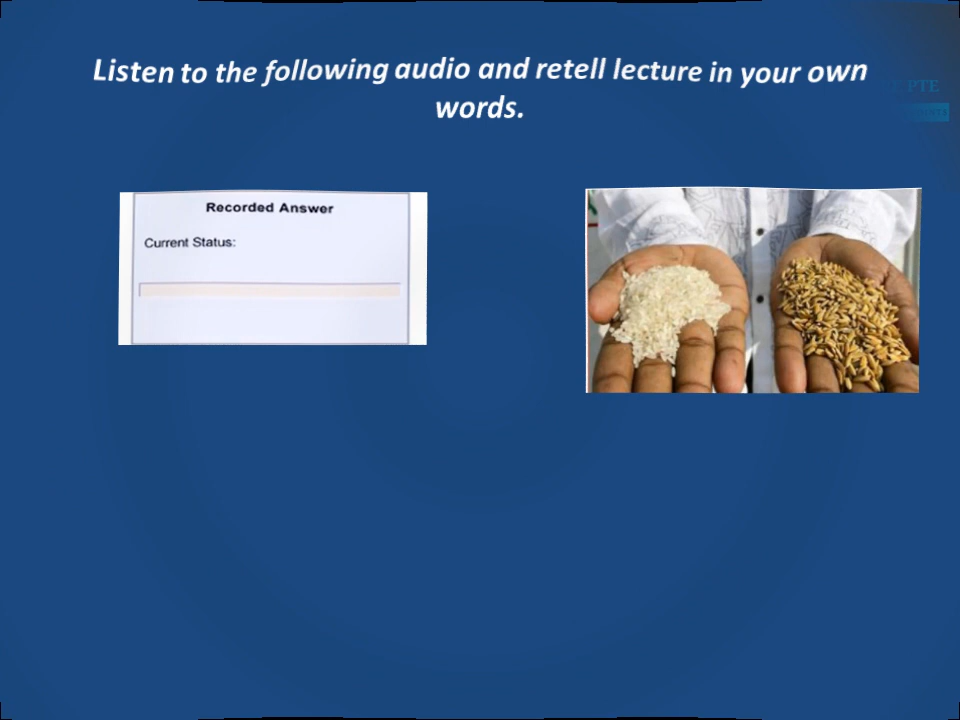 Listen to the following audio and retell lecture in your own
words.
PTE
Recorded Answer
Current Status: